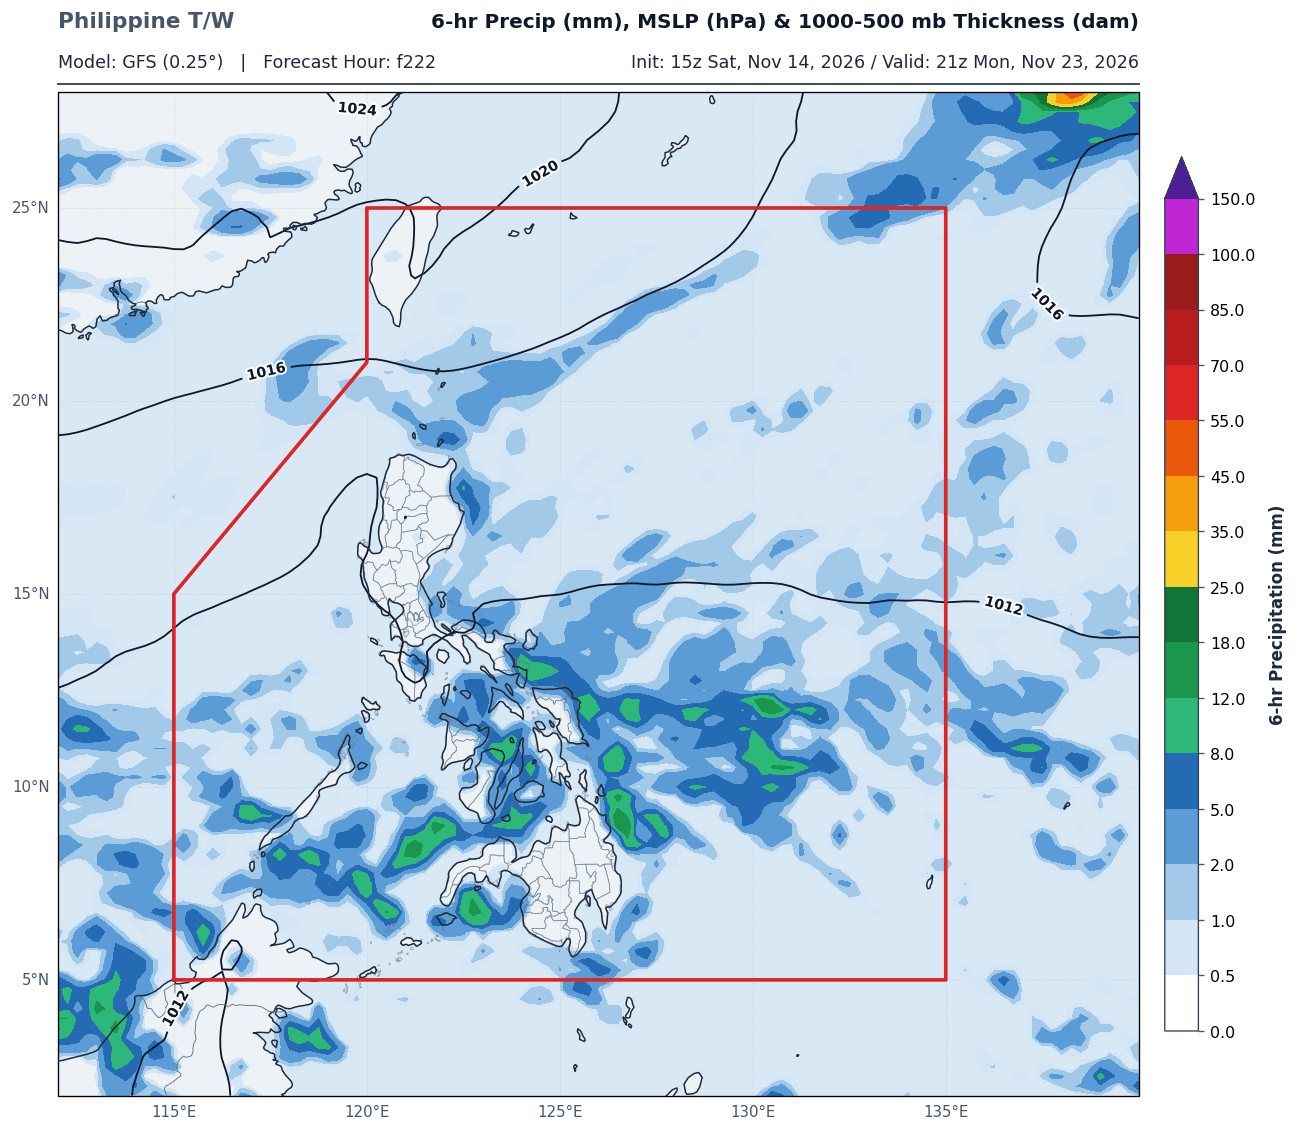 Philippine T/W
6-hr Precip (mm), MSLP (hPa) & 1000-500 mb Thickness (dam)
Model: GFS (0.25°) | Forecast Hour: f222
Init: 15z Sat, Nov 14, 2026 / Valid: 21z Mon, Nov 23, 2026
1024
1020
1016
1016
1012
1012
25°N
20°N
15°N
10°N
5°N
115°E
120°E
125°E
130°E
135°E
150.0
100.0
85.0
70.0
55.0
45.0
35.0
25.0
18.0
12.0
8.0
5.0
2.0
1.0
0.5
0.0
6-hr Precipitation (mm)